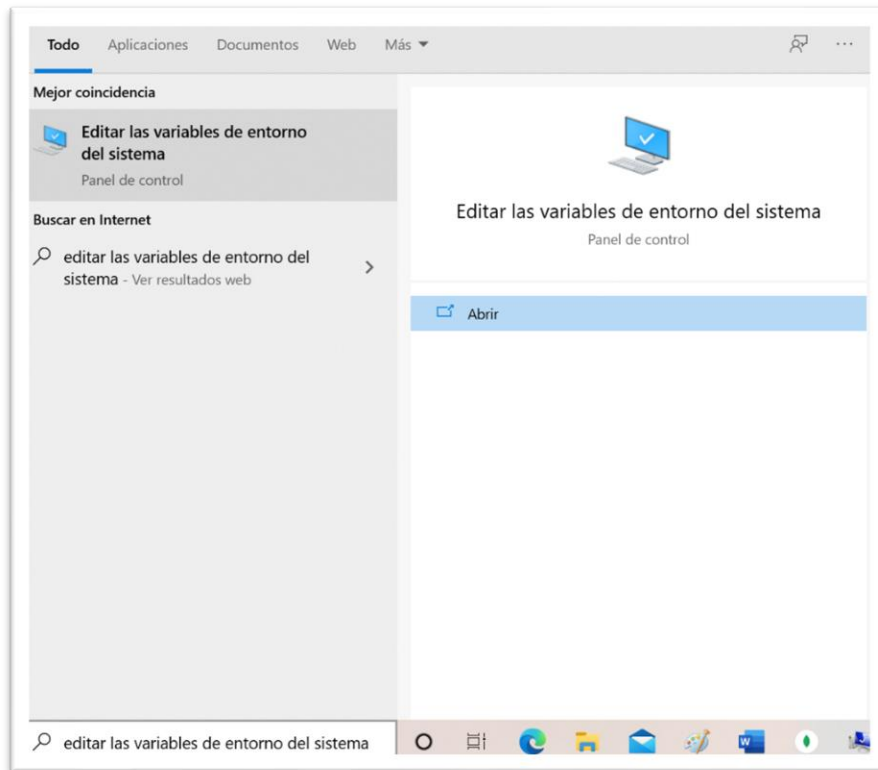 Todo Aplicaciones Documentos Web Más
Mejor coincidencia
Editar las variables de entorno
del sistema
Panel de control
Buscar en Internet
editar las variables de entorno del
sistema - Ver resultados web
Editar las variables de entorno del sistema
Panel de control
Abrir
editar las variables de entorno del sistema